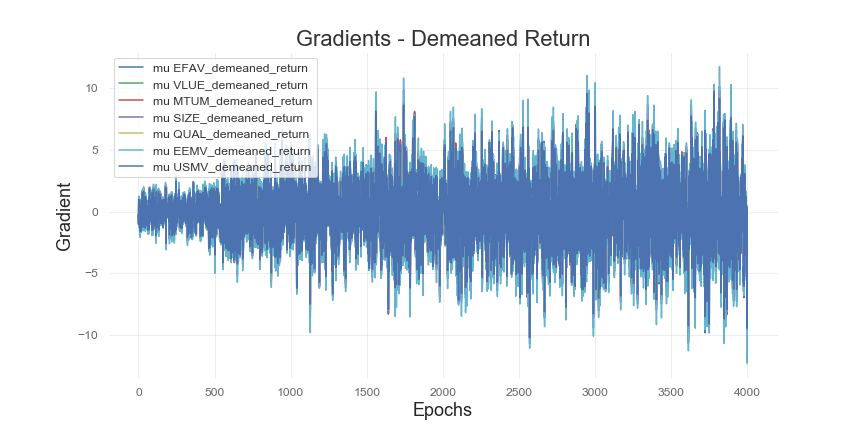 Gradients - Demeaned Return
mu EFAV_demeaned_return
mu VLUE_demeaned_return
mu MTUM_demeaned_return
mu SIZE_demeaned_return
mu QUAL_demeaned_return
mu EEMV_demeaned_return
mu USMV_demeaned_return
10
5
0
−5
−10
Gradient
0 500 1000 1500 2000 2500 3000 3500 4000
Epochs